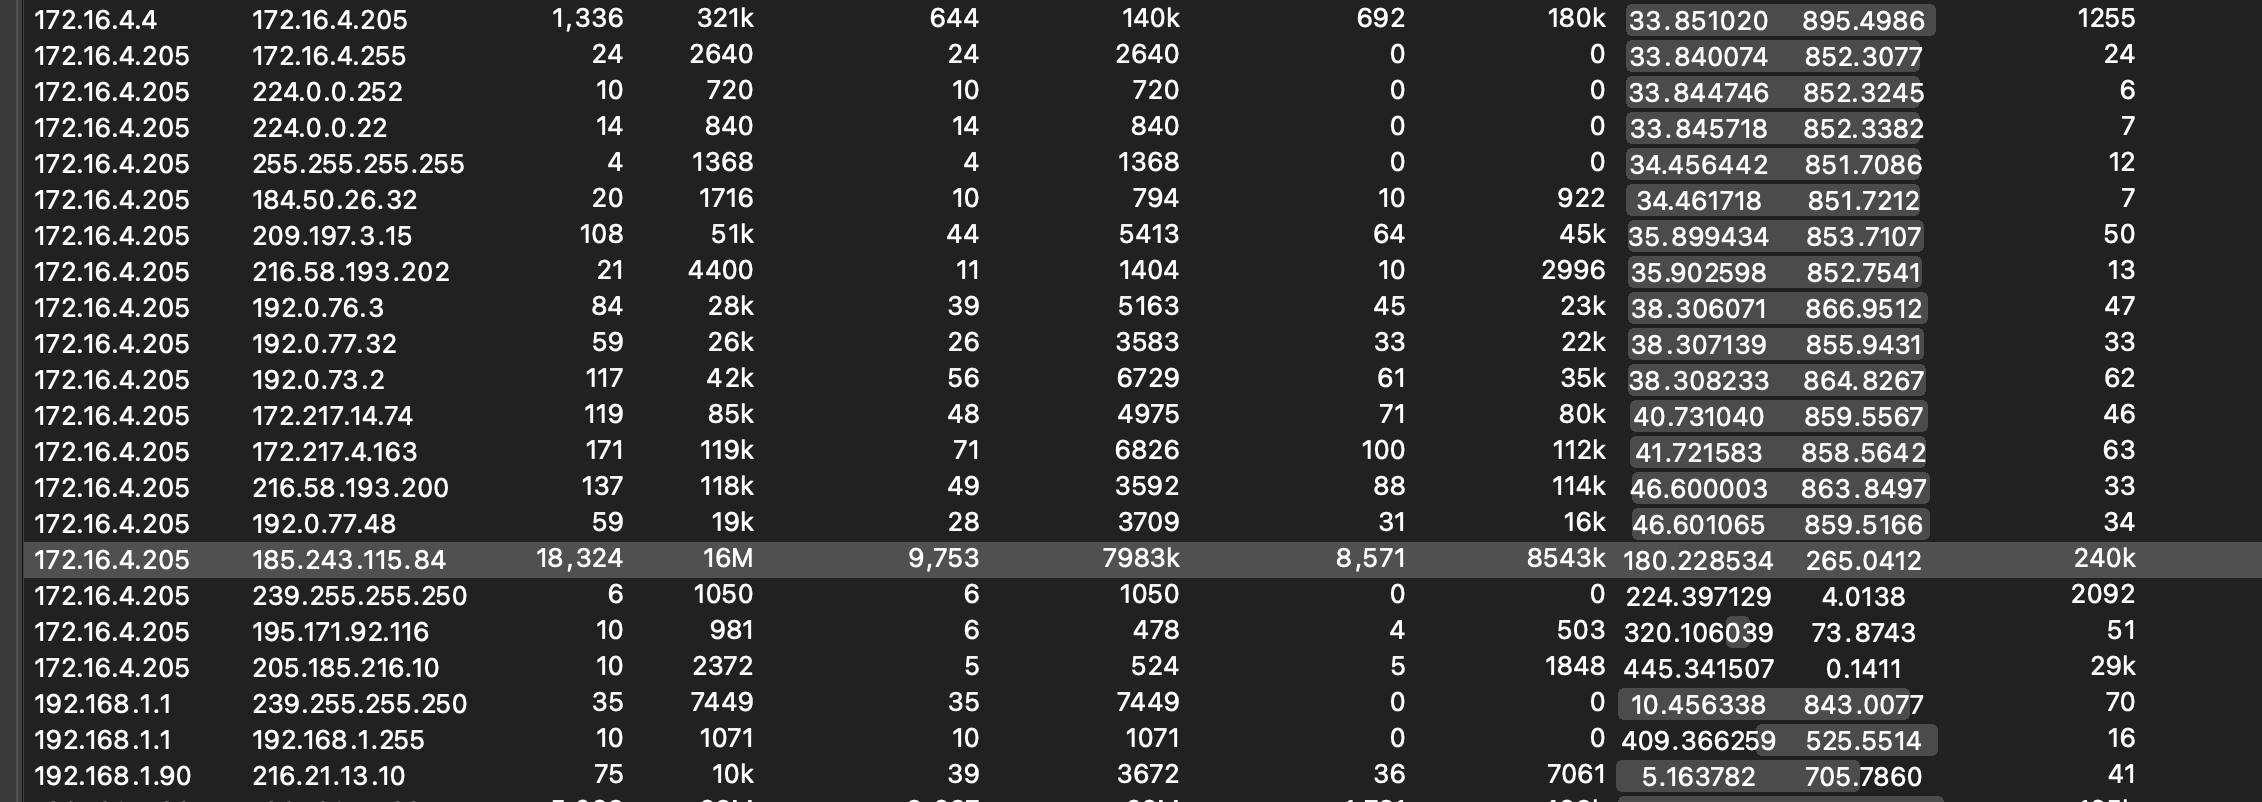 172.16.4.4 172.16.4.205 1,336 321k 644 140k 692 180k 33.851020 895.4986 1255
172.16.4.205 172.16.4.255 24 2640 24 2640 0 0 33.840074 852.3077 24
172.16.4.205 224.0.0.252 10 720 10 720 0 0 33.844746 852.3245 6
172.16.4.205 224.0.0.22 14 840 14 840 0 0 33.845718 852.3382 7
172.16.4.205 255.255.255.255 4 1368 4 1368 0 0 34.456442 851.7086 12
172.16.4.205 184.50.26.32 20 1716 10 794 10 922 34.461718 851.7212 7
172.16.4.205 209.197.3.15 108 51k 44 5413 64 45k 35.899434 853.7107 50
172.16.4.205 216.58.193.202 21 4400 11 1404 10 2996 35.902598 852.7541 13
172.16.4.205 192.0.76.3 84 28k 39 5163 45 23k 38.306071 866.9512 47
172.16.4.205 192.0.77.32 59 26k 26 3583 33 22k 38.307139 855.9431 33
172.16.4.205 192.0.73.2 117 42k 56 6729 61 35k 38.308233 864.8267 62
172.16.4.205 172.217.14.74 119 85k 48 4975 71 80k 40.731040 859.5567 46
172.16.4.205 172.217.4.163 171 119k 71 6826 100 112k 41.721583 858.5642 63
172.16.4.205 216.58.193.200 137 118k 49 3592 88 114k 46.600003 863.8497 33
172.16.4.205 192.0.77.48 59 19k 28 3709 31 16k 46.601065 859.5166 34
172.16.4.205 185.243.115.84 18,324 16M 9,753 7983k 8,571 8543k 180.228534 265.0412 240k
172.16.4.205 239.255.255.250 6 1050 6 1050 0 0 224.397129 4.0138 2092
172.16.4.205 195.171.92.116 10 981 6 478 4 503 320.106039 73.8743 51
172.16.4.205 205.185.216.10 10 2372 5 524 5 1848 445.341507 0.1411 29k
192.168.1.1 239.255.255.250 35 7449 35 7449 0 0 10.456338 843.0077 70
192.168.1.1 192.168.1.255 10 1071 10 1071 0 0 409.366259 525.5514 16
192.168.1.90 216.21.13.10 75 10k 39 3672 36 7061 5.163782 705.7860 41